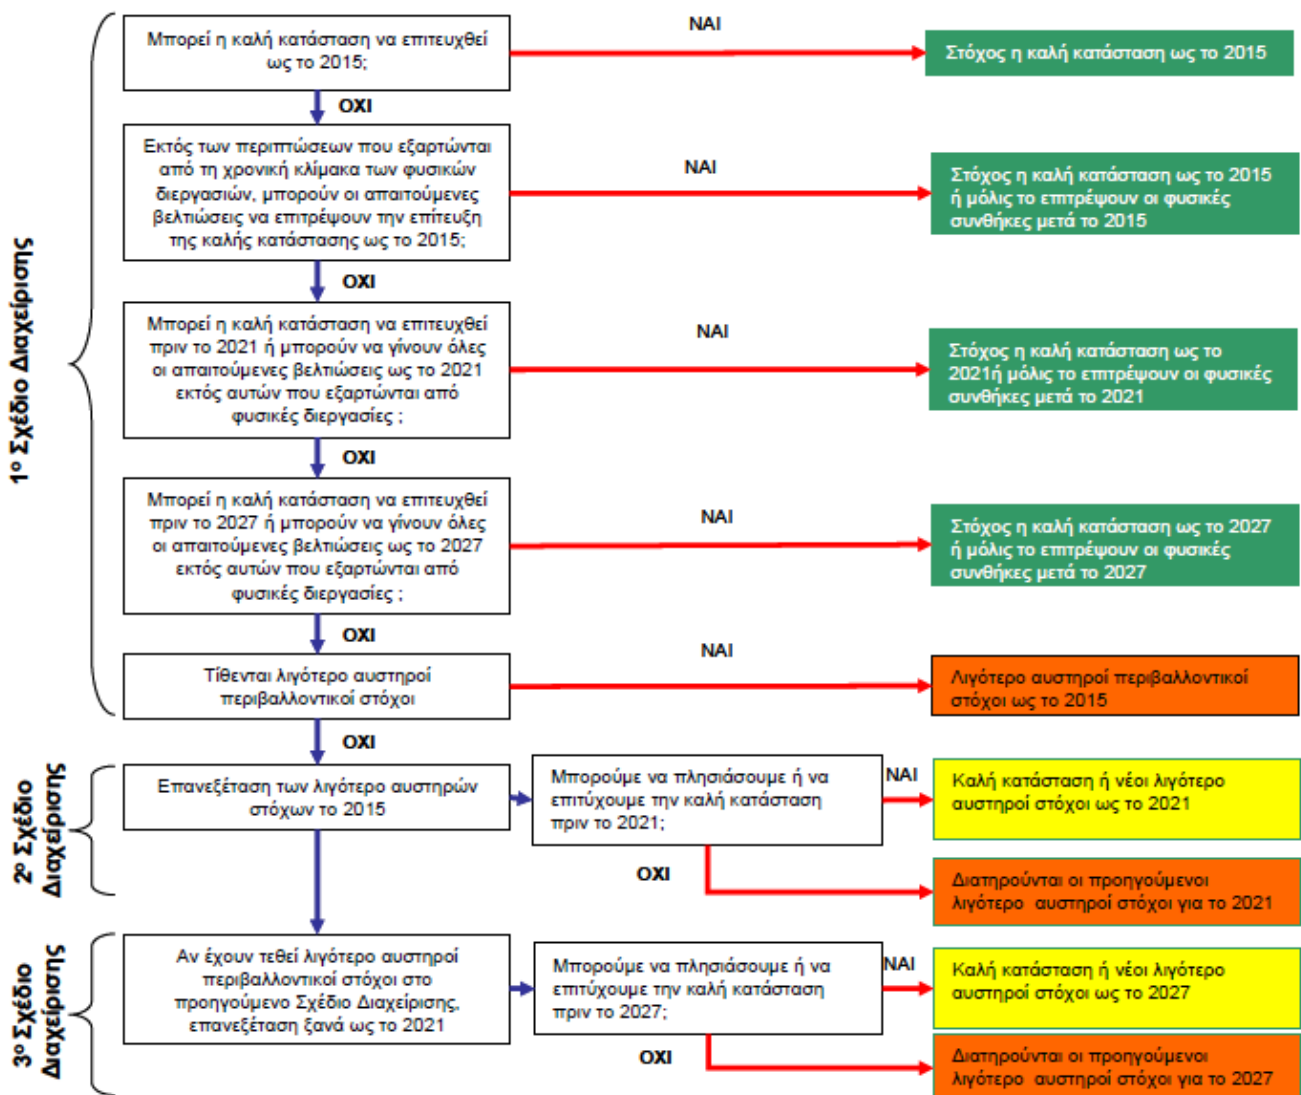 1º Σχέδιο Διαχείρισης
Μπορεί η καλή κατάσταση να επιτευχθεί
ως το 2015;
ΝΑΙ
Στόχος η καλή κατάσταση ως το 2015
ΟΧΙ
Εκτός των περιπτώσεων που εξαρτώνται
από τη χρονική κλίμακα των φυσικών
διεργασιών, μπορούν οι απαιτούμενες
βελτιώσεις να επιτρέψουν την επίτευξη
της καλής κατάστασης ως το 2015;
ΝΑΙ
Στόχος η καλή κατάσταση ως το 2015
ή μόλις το επιτρέψουν οι φυσικές
συνθήκες μετά το 2015
ΟΧΙ
Μπορεί η καλή κατάσταση να επιτευχθεί
πριν το 2021 ή μπορούν να γίνουν όλες
οι απαιτούμενες βελτιώσεις ως το 2021
εκτός αυτών που εξαρτώνται από
φυσικές διεργασίες ;
ΝΑΙ
Στόχος η καλή κατάσταση ως το
2021ή μόλις το επιτρέψουν οι φυσικές
συνθήκες μετά το 2021
ΟΧΙ
Μπορεί η καλή κατάσταση να επιτευχθεί
πριν το 2027 ή μπορούν να γίνουν όλες
οι απαιτούμενες βελτιώσεις ως το 2027
εκτός αυτών που εξαρτώνται από
φυσικές διεργασίες ;
ΝΑΙ
Στόχος η καλή κατάσταση ως το 2027
ή μόλις το επιτρέψουν οι φυσικές
συνθήκες μετά το 2027
ΟΧΙ
Τίθενται λιγότερο αυστηροί
περιβαλλοντικοί στόχοι
ΝΑΙ
Λιγότερο αυστηροί περιβαλλοντικοί
στόχοι ως το 2015
ΟΧΙ
2º Σχέδιο
Διαχείρισης
Επανεξέταση των λιγότερο αυστηρών
στόχων το 2015
Μπορούμε να πλησιάσουμε ή να
επιτύχουμε την καλή κατάσταση
πριν το 2021;
ΝΑΙ
Καλή κατάσταση ή νέοι λιγότερο
αυστηροί στόχοι ως το 2021
ΟΧΙ
Διατηρούνται οι προηγούμενοι
λιγότερο αυστηροί στόχοι για το 2021
3º Σχέδιο
Διαχείρισης
Αν έχουν τεθεί λιγότερο αυστηροί
περιβαλλοντικοί στόχοι στο
προηγούμενο Σχέδιο Διαχείρισης,
επανεξέταση ξανά ως το 2021
Μπορούμε να πλησιάσουμε ή να
επιτύχουμε την καλή κατάσταση
πριν το 2027;
ΝΑΙ
Καλή κατάσταση ή νέοι λιγότερο
αυστηροί στόχοι ως το 2027
ΟΧΙ
Διατηρούνται οι προηγούμενοι
λιγότερο αυστηροί στόχοι για το 2027